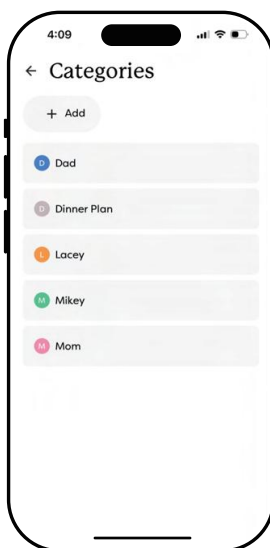 4:09
← Categories
+ Add
D Dad
D Dinner Plan
L Lacey
M Mikey
M Mom